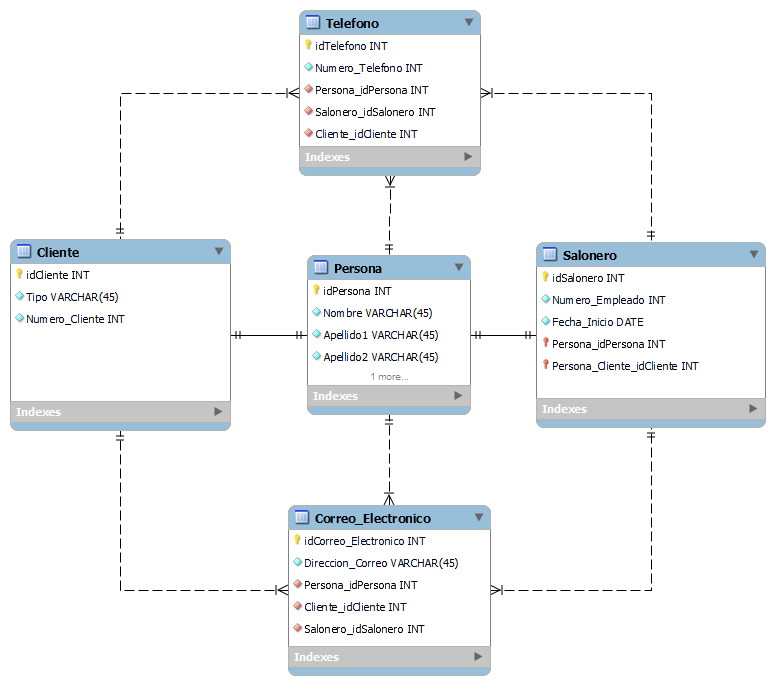 Telefono
idTelefono INT
Numero_Telefono INT
Persona_idPersona INT
Salonero_idSalonero INT
Cliente_idCliente INT
Indexes
Cliente
idCliente INT
Tipo VARCHAR(45)
Numero_Cliente INT
Indexes
Persona
idPersona INT
Nombre VARCHAR(45)
Apellido1 VARCHAR(45)
Apellido2 VARCHAR(45)
1 more...
Indexes
Salonero
idSalonero INT
Numero_Empleado INT
Fecha_Inicio DATE
Persona_idPersona INT
Persona_Cliente_idCliente INT
Indexes
Correo_Electronico
idCorreo_Electronico INT
Direccion_Correo VARCHAR(45)
Persona_idPersona INT
Cliente_idCliente INT
Salonero_idSalonero INT
Indexes